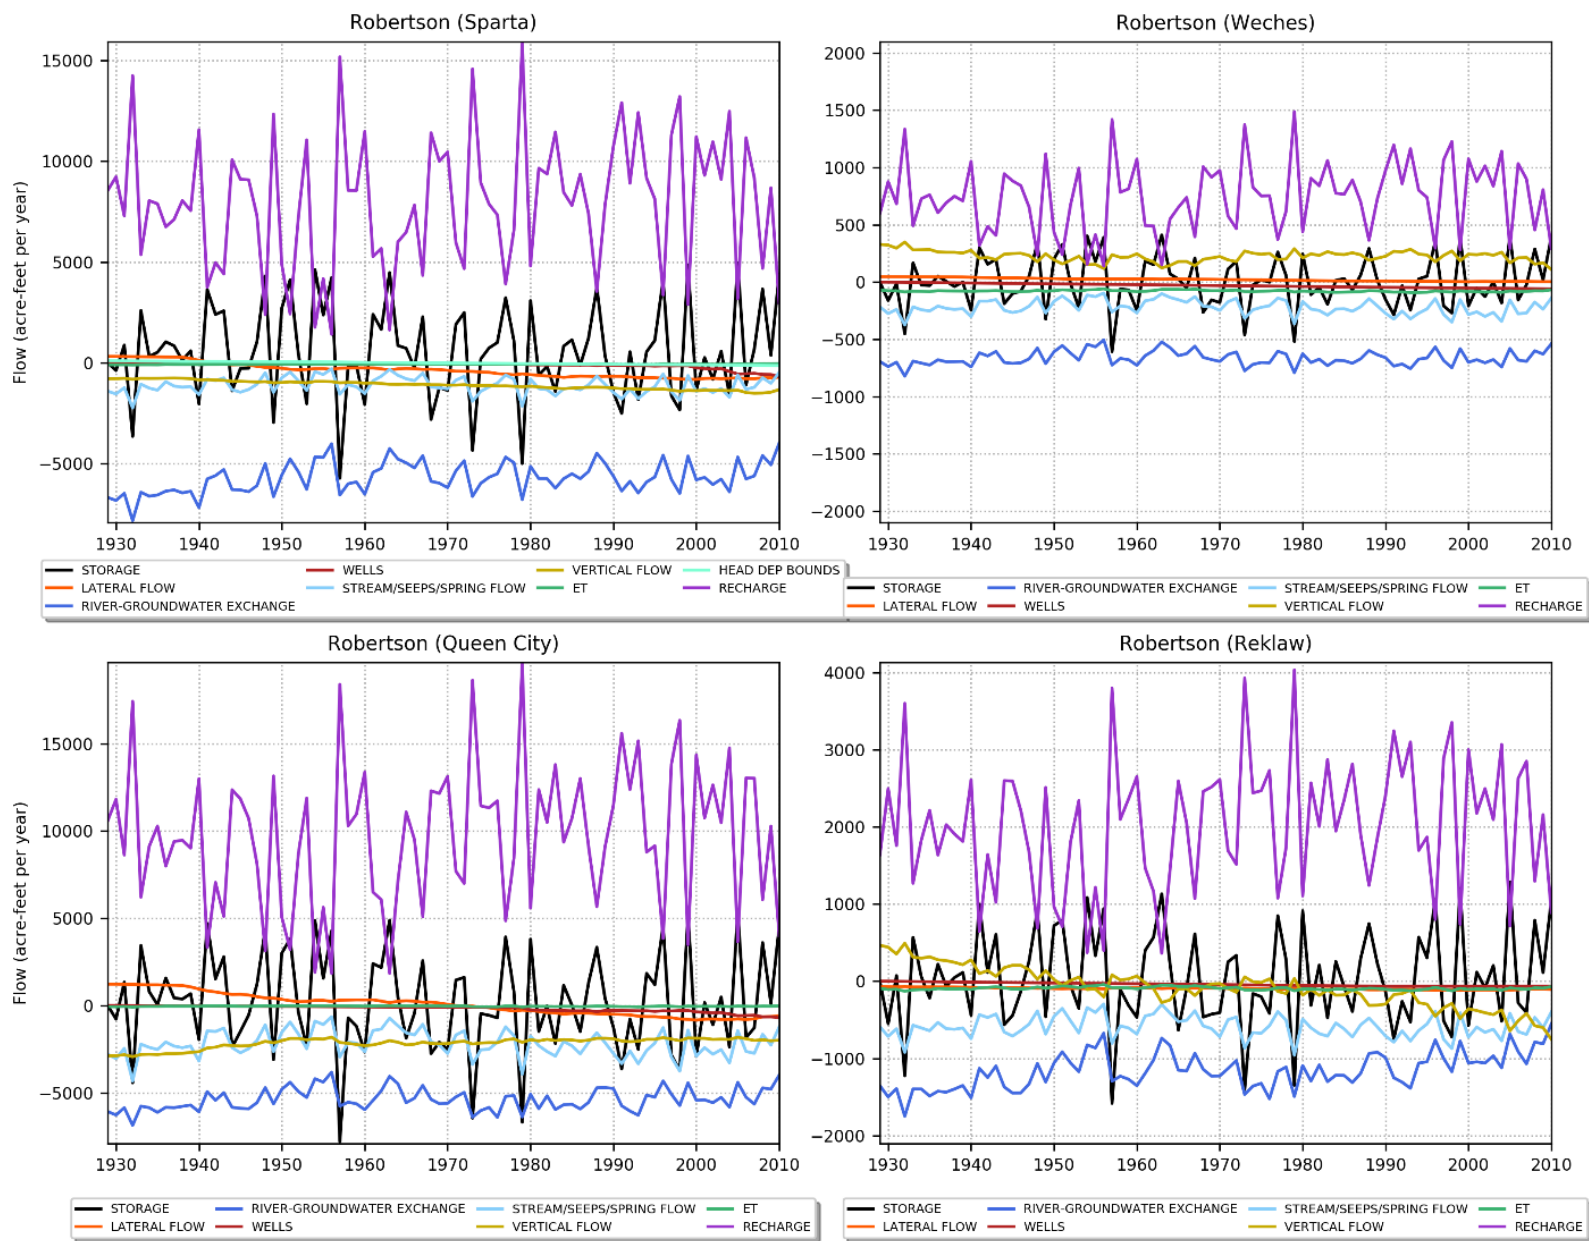 Robertson (Sparta)
Flow (acre-feet per year)
15000
10000
5000
0
−5000
1930 1940 1950 1960 1970 1980 1990 2000 2010
STORAGE WELLS VERTICAL FLOW HEAD DEP BOUNDS
LATERAL FLOW STREAM/SEEPS/SPRING FLOW ET RECHARGE
RIVER-GROUNDWATER EXCHANGE
Robertson (Weches)
2000
1500
1000
500
0
−500
−1000
−1500
−2000
1930 1940 1950 1960 1970 1980 1990 2000 2010
STORAGE RIVER-GROUNDWATER EXCHANGE STREAM/SEEPS/SPRING FLOW ET
LATERAL FLOW WELLS VERTICAL FLOW RECHARGE
Robertson (Queen City)
Flow (acre-feet per year)
15000
10000
5000
0
−5000
1930 1940 1950 1960 1970 1980 1990 2000 2010
STORAGE RIVER-GROUNDWATER EXCHANGE STREAM/SEEPS/SPRING FLOW ET
LATERAL FLOW WELLS VERTICAL FLOW RECHARGE
Robertson (Reklaw)
4000
3000
2000
1000
0
−1000
−2000
1930 1940 1950 1960 1970 1980 1990 2000 2010
STORAGE RIVER-GROUNDWATER EXCHANGE STREAM/SEEPS/SPRING FLOW ET
LATERAL FLOW WELLS VERTICAL FLOW RECHARGE